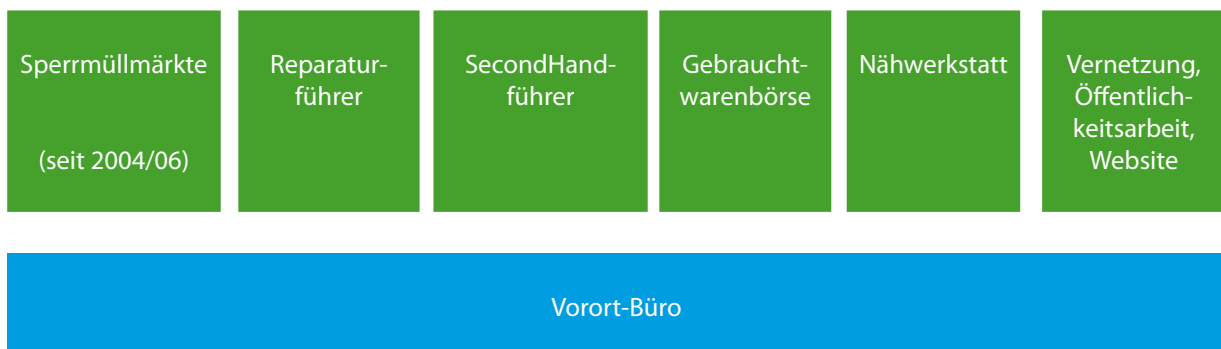 Sperrmüllmärkte
(seit 2004/06)
Reparatur-
führer
SecondHand-
führer
Gebraucht-
warenbörse
Nähwerkstatt
Vernetzung,
Öffentlich-
keitsarbeit,
Website
Vorort-Büro